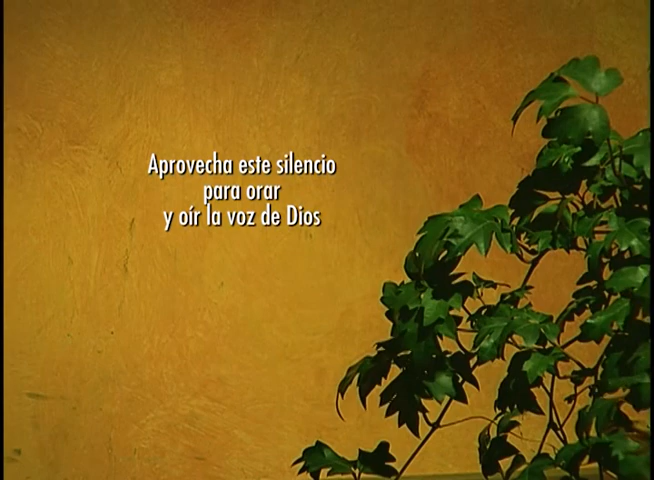 Aprovecha este silencio
para orar
y oír la voz de Dios